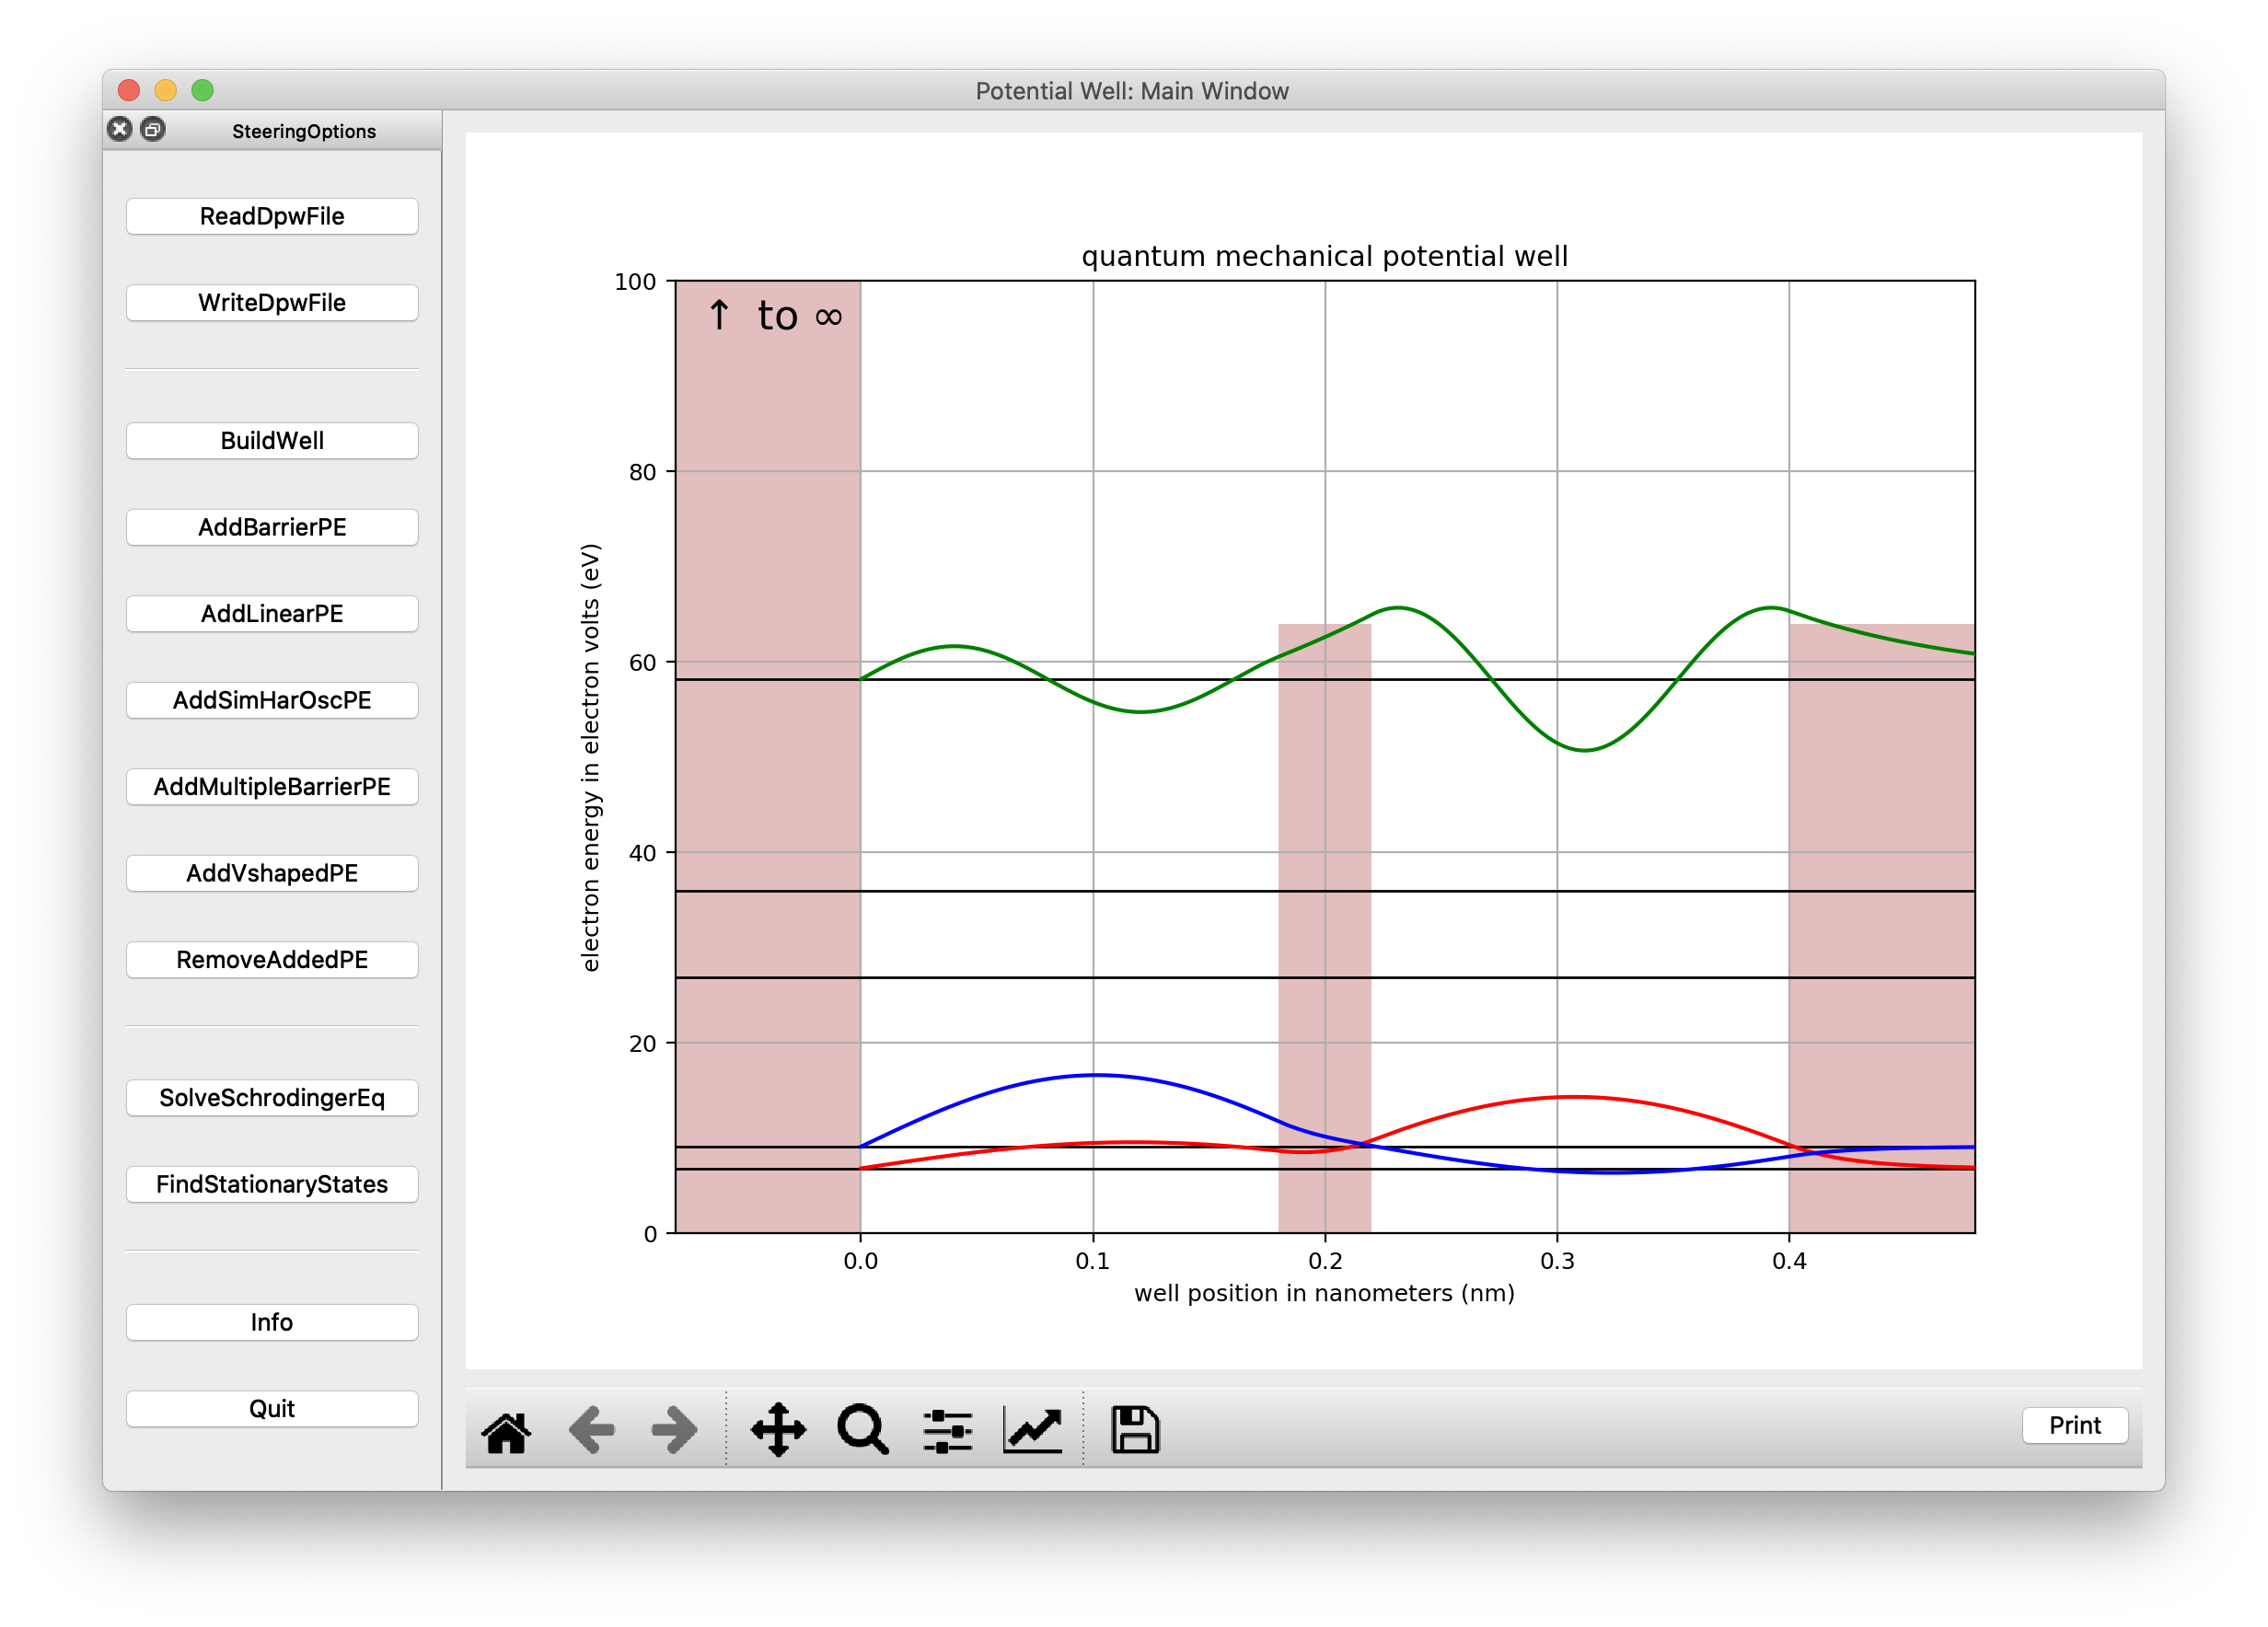 Potential Well: Main Window
SteeringOptions
ReadDpwFile
WriteDpwFile
BuildWell
AddBarrierPE
AddLinearPE
AddSimHarOscPE
AddMultipleBarrierPE
AddVshapedPE
RemoveAddedPE
SolveSchrodingerEq
FindStationaryStates
Info
Quit
quantum mechanical potential well
↑ to ∞
100
80
60
40
20
0
electron energy in electron volts (eV)
0.0 0.1 0.2 0.3 0.4
well position in nanometers (nm)
Print